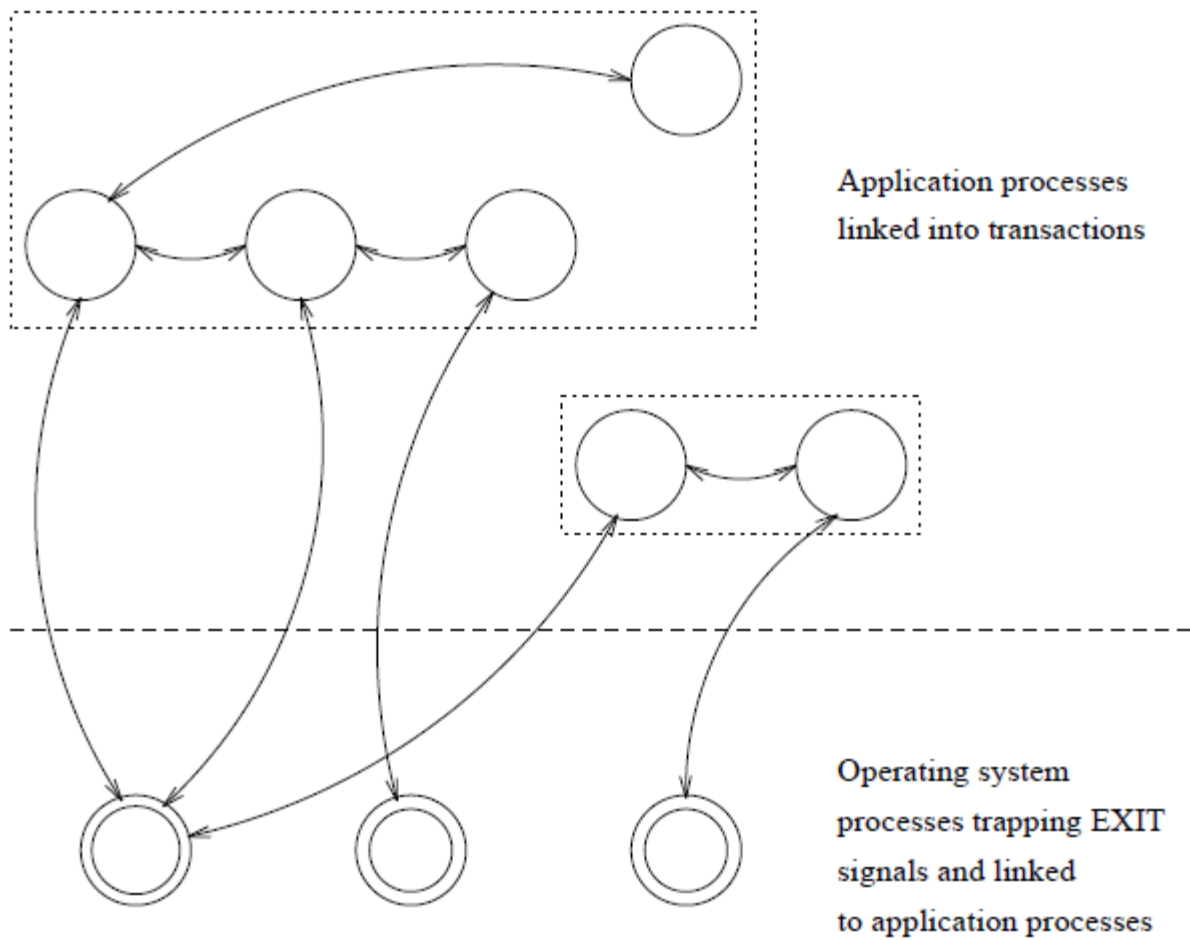 Application processes
linked into transactions
Operating system
processes trapping EXIT
signals and linked
to application processes